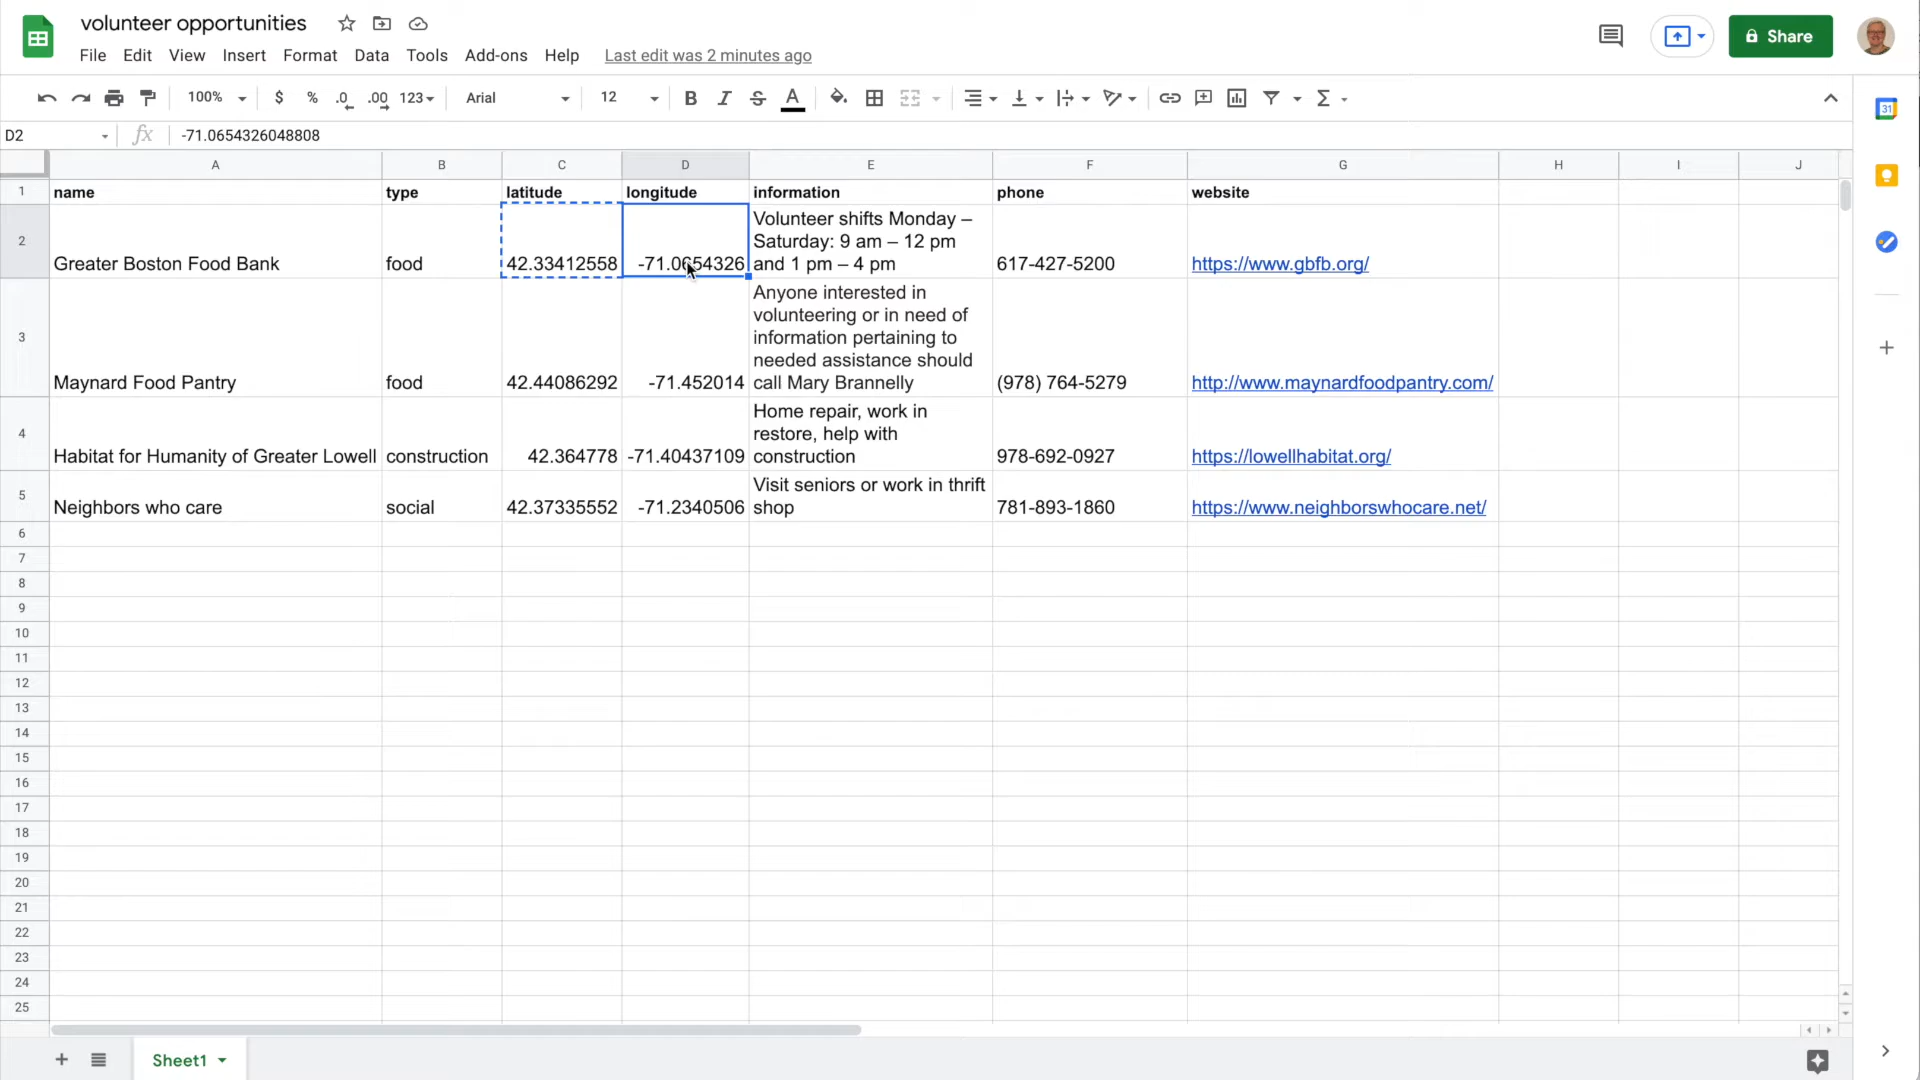 volunteer opportunities
File Edit View Insert Format Data Tools Add-ons Help Last edit was 2 minutes ago
Share
100% $ % .0 .00 123 Arial 12 B I S A Σ
31
D2 fx -71.0654326048808
A B C D E F G H I J
1 name type latitude longitude information phone website
Volunteer shifts Monday –
Saturday: 9 am – 12 pm
2 Greater Boston Food Bank food 42.33412558 -71.0654326 and 1 pm – 4 pm 617-427-5200 https://www.gbfb.org/
Anyone interested in
volunteering or in need of
information pertaining to
needed assistance should
3 Maynard Food Pantry food 42.44086292 -71.452014 call Mary Brannelly (978) 764-5279 http://www.maynardfoodpantry.com/
Home repair, work in
restore, help with
4 Habitat for Humanity of Greater Lowell construction 42.364778 -71.40437109 construction 978-692-0927 https://lowellhabitat.org/
Visit seniors or work in thrift
5 Neighbors who care social 42.37335552 -71.2340506 shop 781-893-1860 https://www.neighborswhocare.net/
6
7
8
9
10
11
12
13
14
15
16
17
18
19
20
21
22
23
24
25
Sheet1